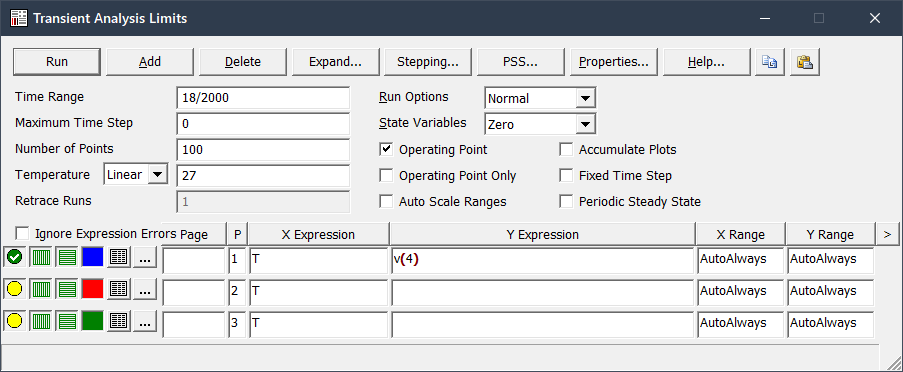 Transient Analysis Limits
Run Add Delete Expand... Stepping... PSS... Properties... Help...
Time Range 18/2000 Run Options Normal
Maximum Time Step 0 State Variables Zero
Number of Points 100 Operating Point Accumulate Plots
Temperature Linear 27 Operating Point Only Fixed Time Step
Retrace Runs 1 Auto Scale Ranges Periodic Steady State
Ignore Expression Errors Page P X Expression Y Expression X Range Y Range >
... 1 T v(4) AutoAlways AutoAlways
... 2 T AutoAlways AutoAlways
... 3 T AutoAlways AutoAlways